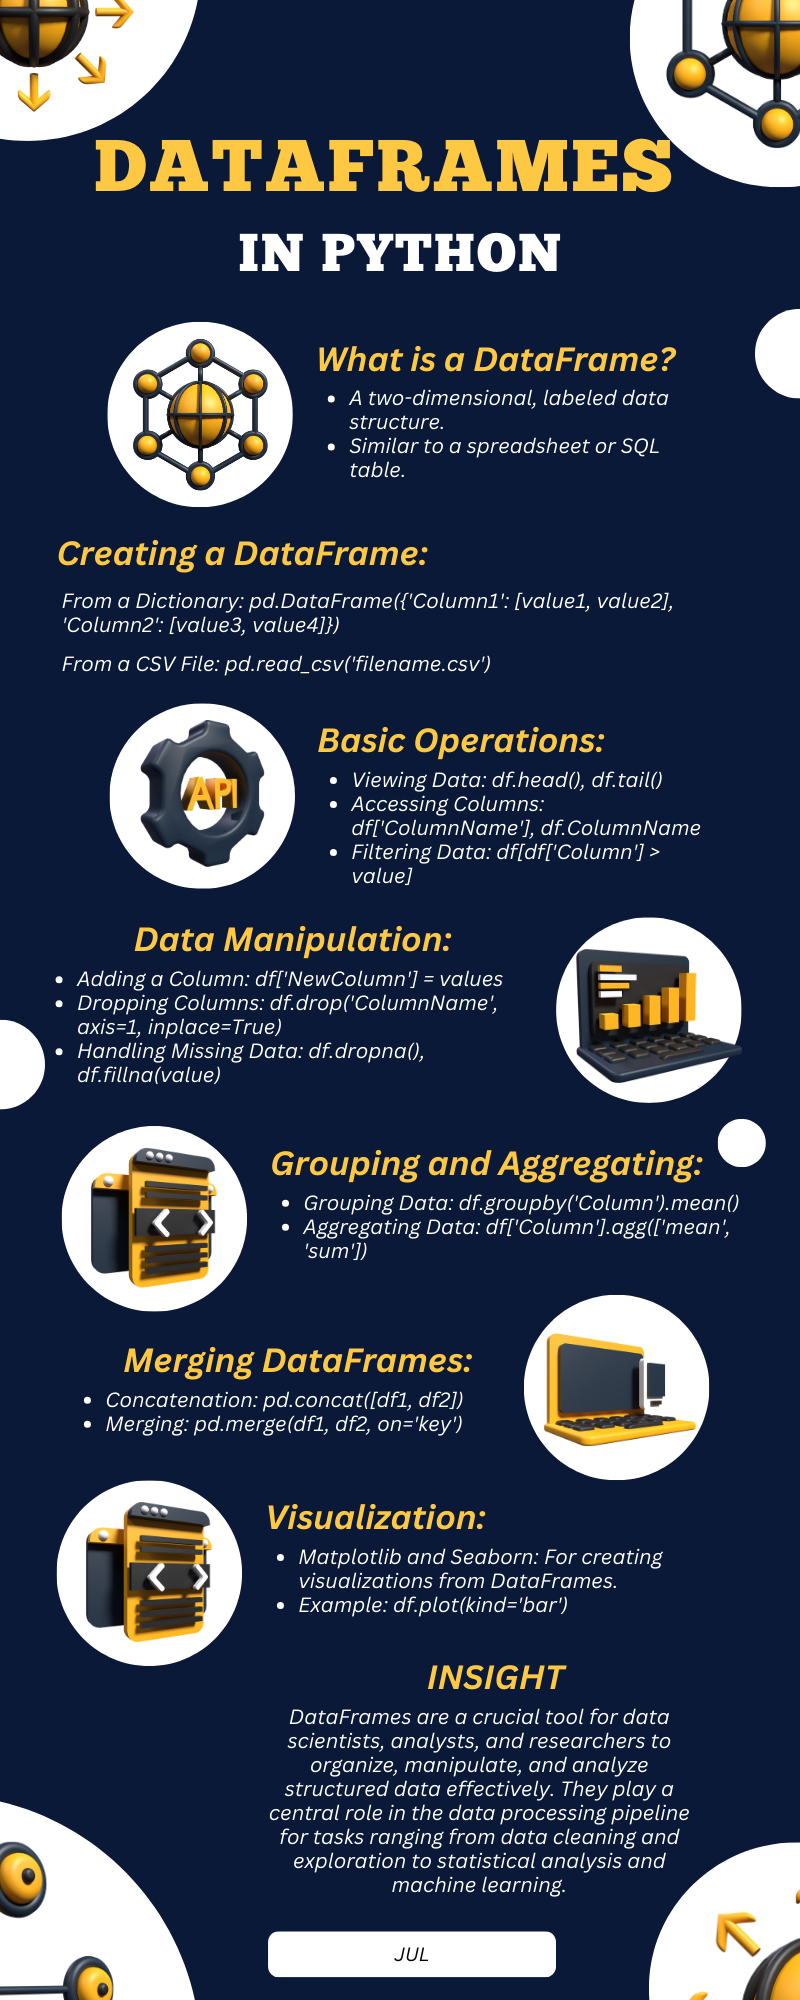 DATAFRAMES
IN PYTHON
What is a DataFrame?
• A two-dimensional, labeled data
structure.
• Similar to a spreadsheet or SQL
table.
Creating a DataFrame:
From a Dictionary: pd.DataFrame({'Column1': [value1, value2],
'Column2': [value3, value4]})
From a CSV File: pd.read_csv('filename.csv')
API
Basic Operations:
• Viewing Data: df.head(), df.tail()
• Accessing Columns:
df['ColumnName'], df.ColumnName
• Filtering Data: df[df['Column'] >
value]
Data Manipulation:
• Adding a Column: df['NewColumn'] = values
• Dropping Columns: df.drop('ColumnName',
axis=1, inplace=True)
• Handling Missing Data: df.dropna(),
df.fillna(value)
Grouping and Aggregating:
• Grouping Data: df.groupby('Column').mean()
• Aggregating Data: df['Column'].agg(['mean',
'sum'])
Merging DataFrames:
• Concatenation: pd.concat([df1, df2])
• Merging: pd.merge(df1, df2, on='key')
Visualization:
• Matplotlib and Seaborn: For creating
visualizations from DataFrames.
• Example: df.plot(kind='bar')
INSIGHT
DataFrames are a crucial tool for data
scientists, analysts, and researchers to
organize, manipulate, and analyze
structured data effectively. They play a
central role in the data processing pipeline
for tasks ranging from data cleaning and
exploration to statistical analysis and
machine learning.
JUL